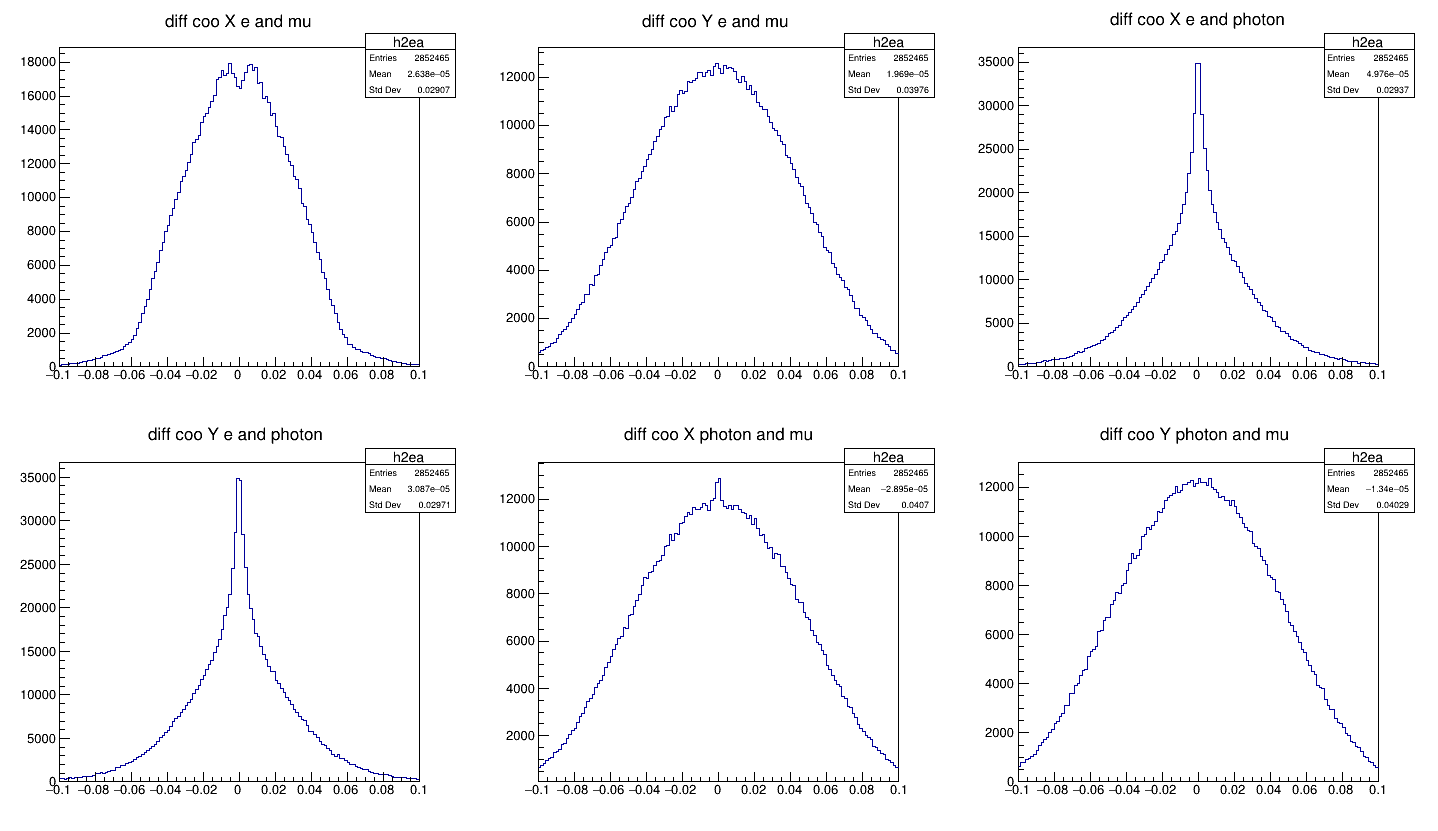 diff coo X e and mu
h2ea
Entries 2852465
Mean 2.638e−05
Std Dev 0.02907
18000
16000
14000
12000
10000
8000
6000
4000
2000
0
−0.1 −0.08 −0.06 −0.04 −0.02 0 0.02 0.04 0.06 0.08 0.1
diff coo Y e and mu
h2ea
Entries 2852465
Mean 1.969e−05
Std Dev 0.03976
12000
10000
8000
6000
4000
2000
0
−0.1 −0.08 −0.06 −0.04 −0.02 0 0.02 0.04 0.06 0.08 0.1
diff coo X e and photon
h2ea
Entries 2852465
Mean 4.976e−05
Std Dev 0.02937
35000
30000
25000
20000
15000
10000
5000
0
−0.1 −0.08 −0.06 −0.04 −0.02 0 0.02 0.04 0.06 0.08 0.1
diff coo Y e and photon
h2ea
Entries 2852465
Mean 3.087e−05
Std Dev 0.02971
35000
30000
25000
20000
15000
10000
5000
0
−0.1 −0.08 −0.06 −0.04 −0.02 0 0.02 0.04 0.06 0.08 0.1
diff coo X photon and mu
h2ea
Entries 2852465
Mean −2.895e−05
Std Dev 0.0407
12000
10000
8000
6000
4000
2000
−0.1 −0.08 −0.06 −0.04 −0.02 0 0.02 0.04 0.06 0.08 0.1
diff coo Y photon and mu
h2ea
Entries 2852465
Mean −1.34e−05
Std Dev 0.04029
12000
10000
8000
6000
4000
2000
0
−0.1 −0.08 −0.06 −0.04 −0.02 0 0.02 0.04 0.06 0.08 0.1